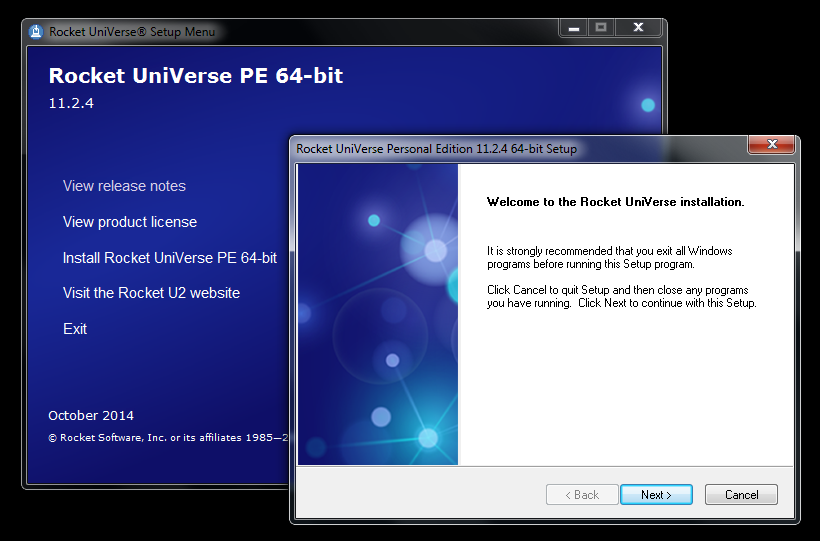 Rocket UniVerse® Setup Menu
Rocket UniVerse PE 64-bit
11.2.4
View release notes
View product license
Install Rocket UniVerse PE 64-bit
Visit the Rocket U2 website
Exit
October 2014
© Rocket Software, Inc. or its affiliates 1985—2
Rocket UniVerse Personal Edition 11.2.4 64-bit Setup
Welcome to the Rocket UniVerse installation.
It is strongly recommended that you exit all Windows
programs before running this Setup program.
Click Cancel to quit Setup and then close any programs
you have running.  Click Next to continue with this Setup.
< Back
Next >
Cancel